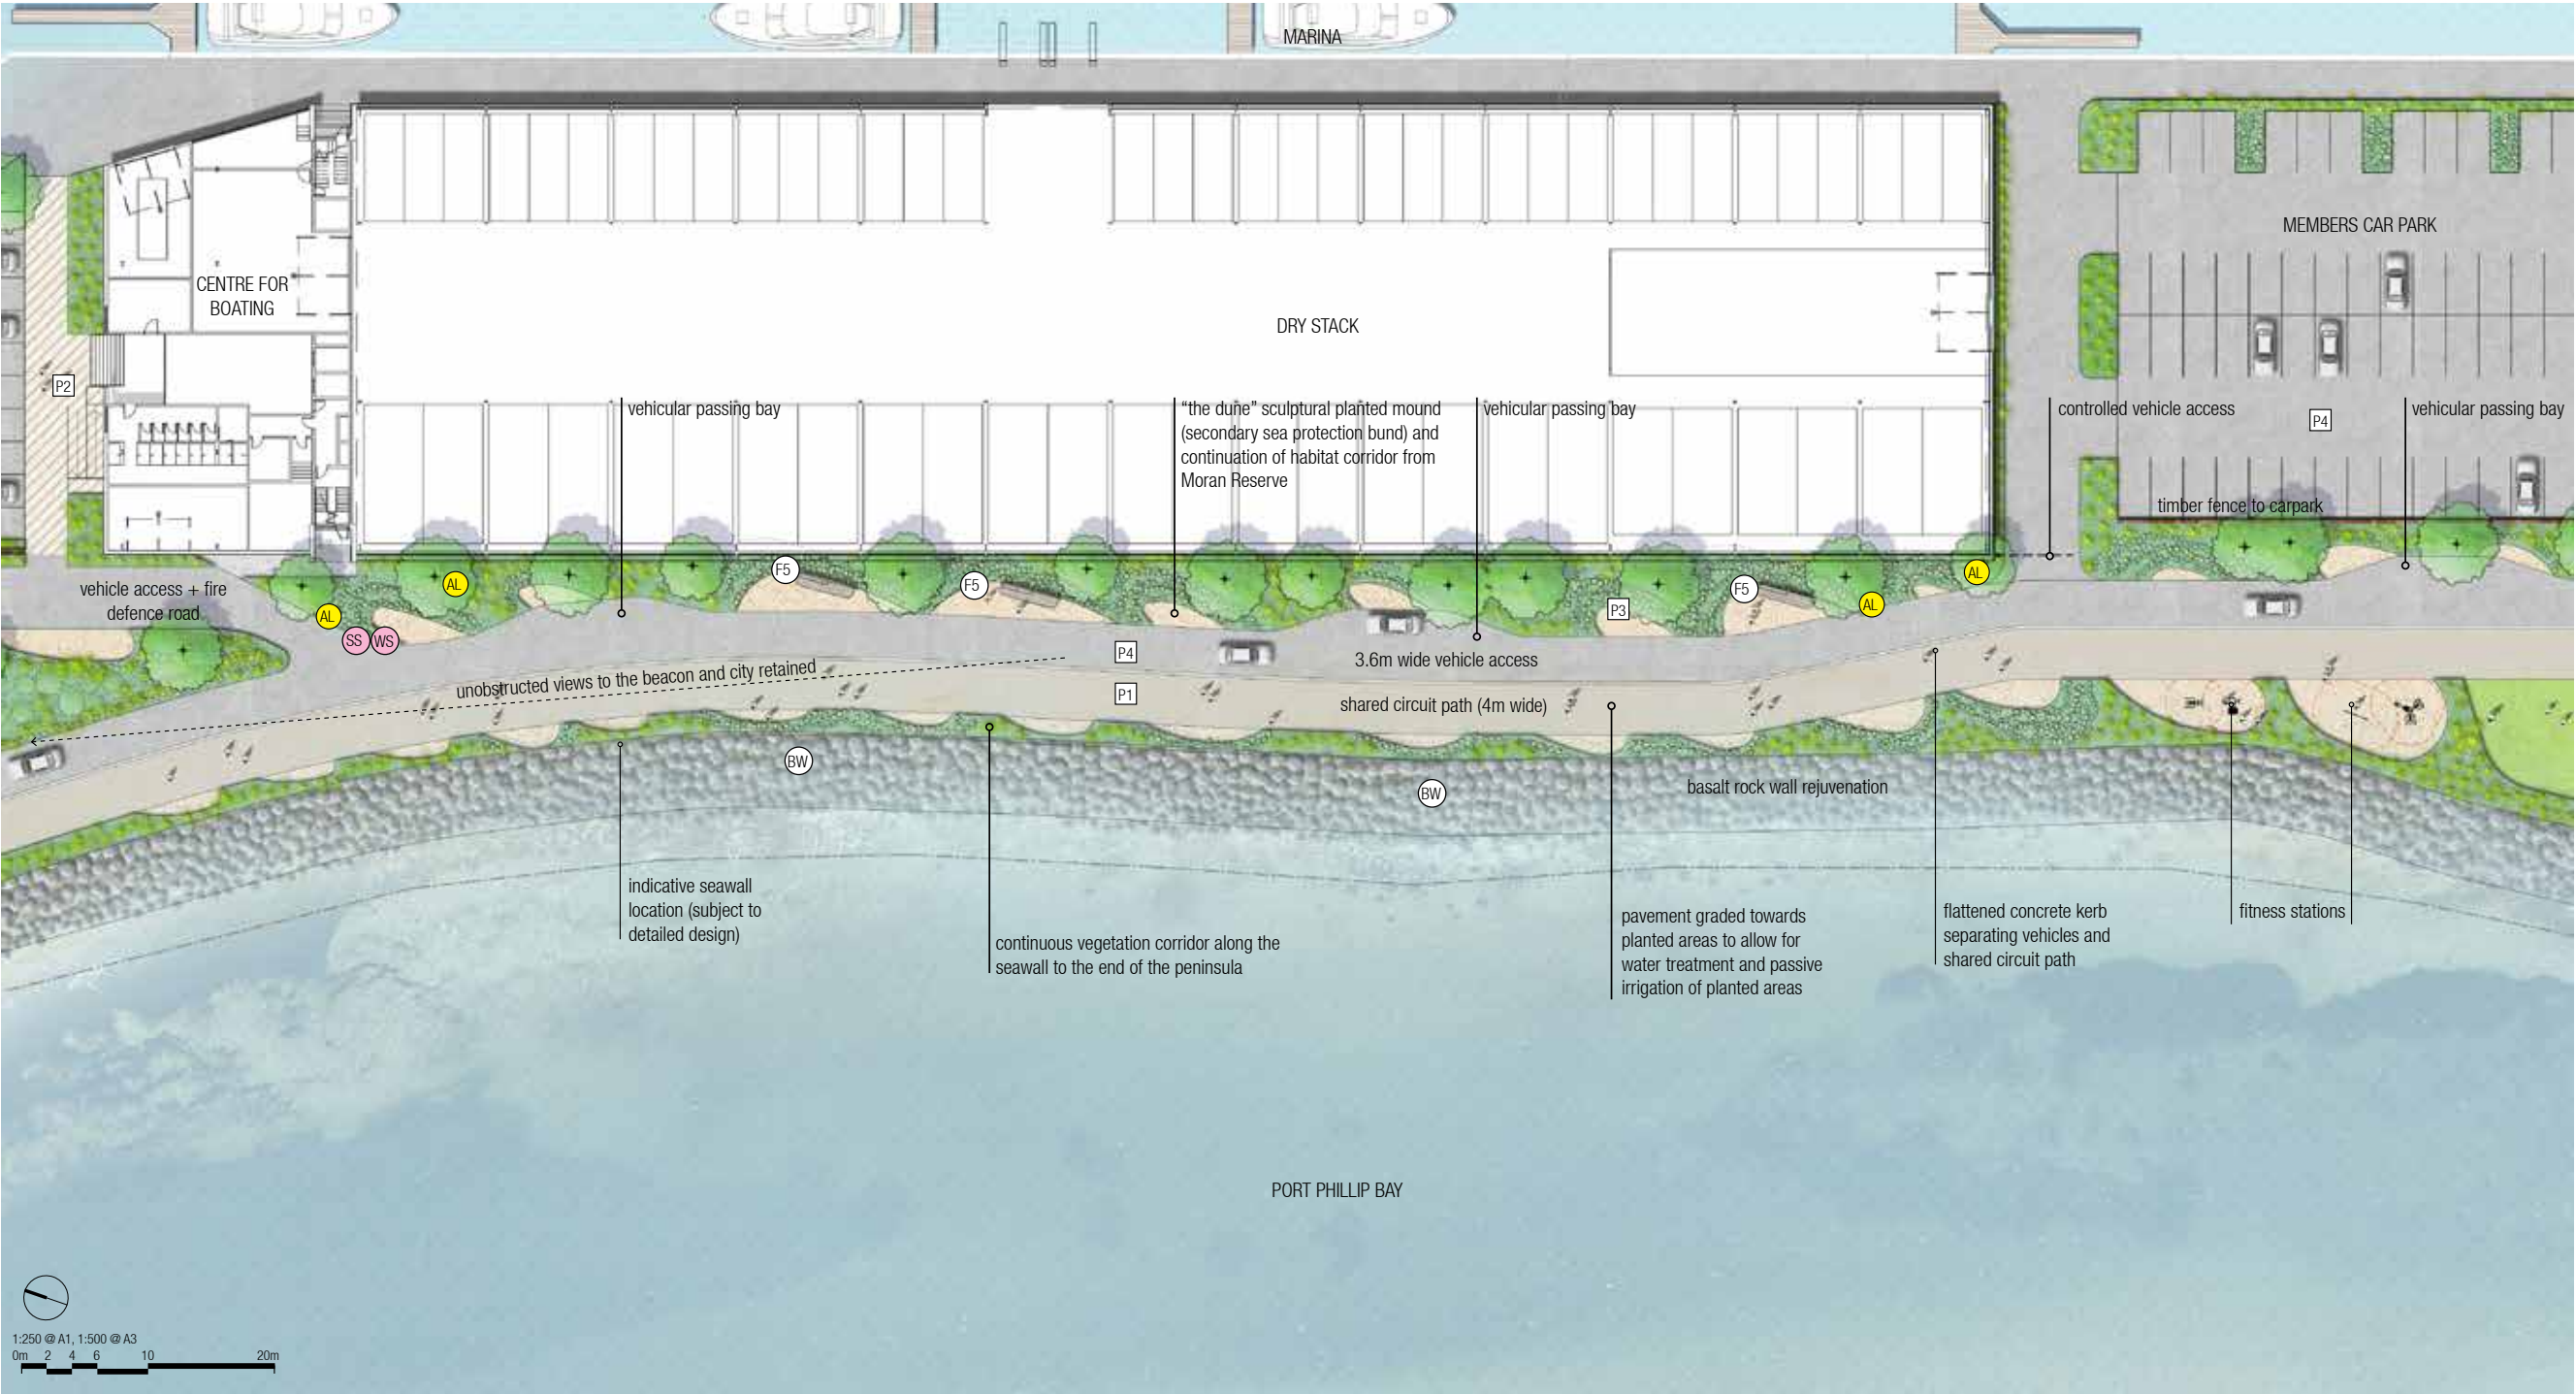 MARINA
MEMBERS CAR PARK
CENTRE FOR
BOATING
DRY STACK
P2
vehicular passing bay
"the dune" sculptural planted mound
(secondary sea protection bund) and
continuation of habitat corridor from
Moran Reserve
vehicular passing bay
controlled vehicle access
P4
vehicular passing bay
timber fence to carpark
vehicle access + fire
defence road
AL
AL
SS
WS
F5
F5
F5
P3
AL
AL
unobstructed views to the beacon and city retained
P4
3.6m wide vehicle access
P1
shared circuit path (4m wide)
BW
BW
basalt rock wall rejuvenation
indicative seawall
location (subject to
detailed design)
continuous vegetation corridor along the
seawall to the end of the peninsula
pavement graded towards
planted areas to allow for
water treatment and passive
irrigation of planted areas
flattened concrete kerb
separating vehicles and
shared circuit path
fitness stations
PORT PHILLIP BAY
1:250 @ A1, 1:500 @ A3
0m 2 4 6 10 20m